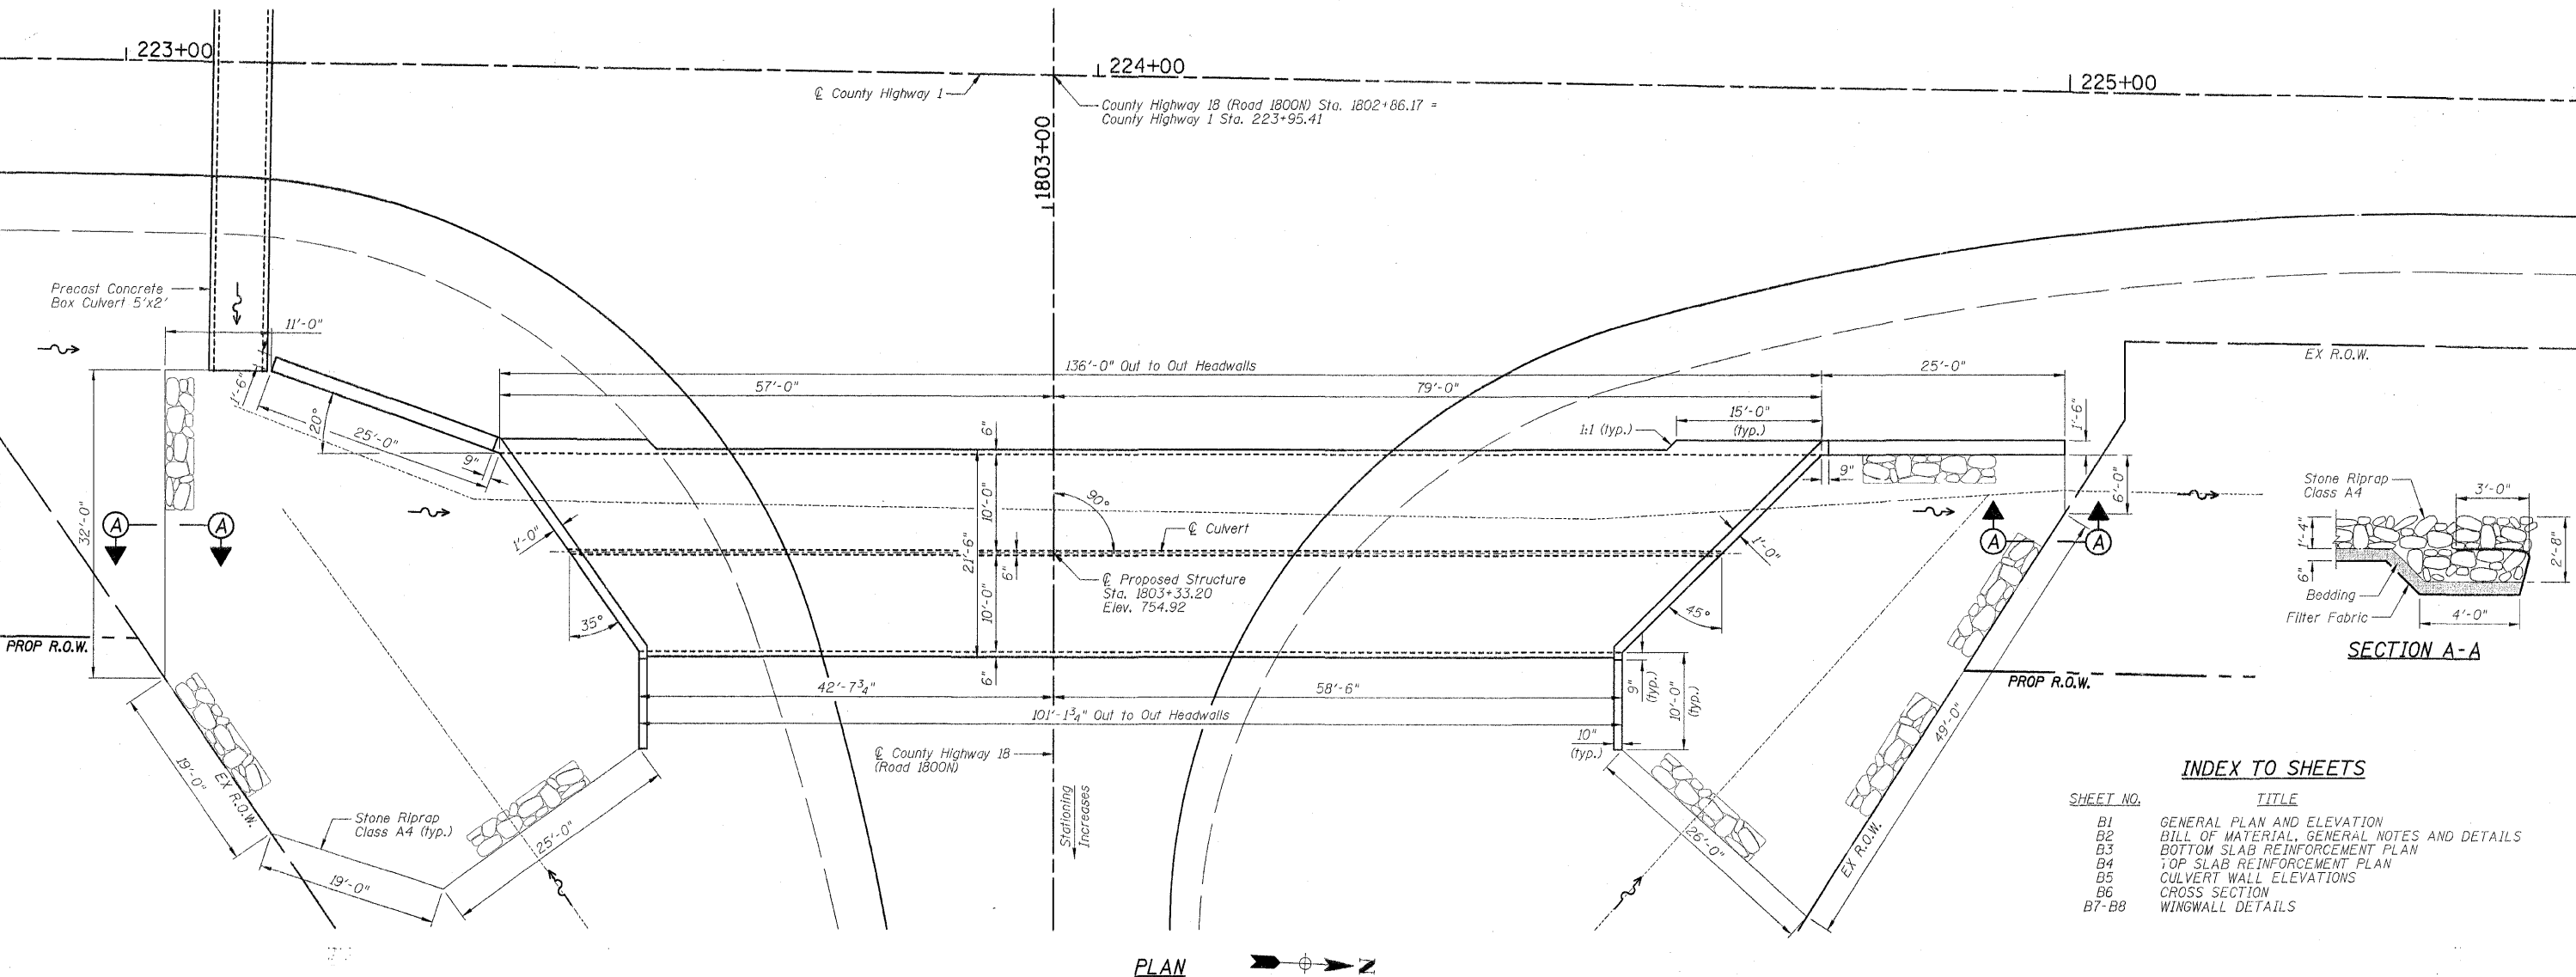 223+00
224+00
225+00
℄ County Highway 1
County Highway 18 (Road 1800N) Sta. 1802+86.17 =
County Highway 1 Sta. 223+95.41
1803+00
Precast Concrete
Box Culvert 5'x2'
11'-0"
1'-6"
20°
25'-0"
9"
32'-0"
A
A
PROP R.O.W.
136'-0" Out to Out Headwalls
57'-0"
79'-0"
25'-0"
15'-0"
(typ.)
1:1 (typ.)
1'-6"
9"
6'-0"
EX R.O.W.
6"
10'-0"
21'-6"
6"
10'-0"
6"
90°
℄ Culvert
℄ Proposed Structure
Sta. 1803+33.20
Elev. 754.92
1'-0"
35°
1'-0"
45°
A
A
42'-7¾"
58'-6"
101'-1¾" Out to Out Headwalls
9"
(typ.)
10'-0"
(typ.)
10"
(typ.)
℄ County Highway 18
(Road 1800N)
Stationing
Increases
19'-0"
EX R.O.W.
Stone Riprap
Class A4 (typ.)
19'-0"
25'-0"
26'-0"
49'-0"
EX R.O.W.
PROP R.O.W.
Stone Riprap
Class A4
3'-0"
1'-4"
6"
2'-8"
Bedding
Filter Fabric
4'-0"
SECTION A-A
INDEX TO SHEETS
SHEET NO. TITLE
B1 GENERAL PLAN AND ELEVATION
B2 BILL OF MATERIAL, GENERAL NOTES AND DETAILS
B3 BOTTOM SLAB REINFORCEMENT PLAN
B4 TOP SLAB REINFORCEMENT PLAN
B5 CULVERT WALL ELEVATIONS
B6 CROSS SECTION
B7-B8 WINGWALL DETAILS
PLAN
N